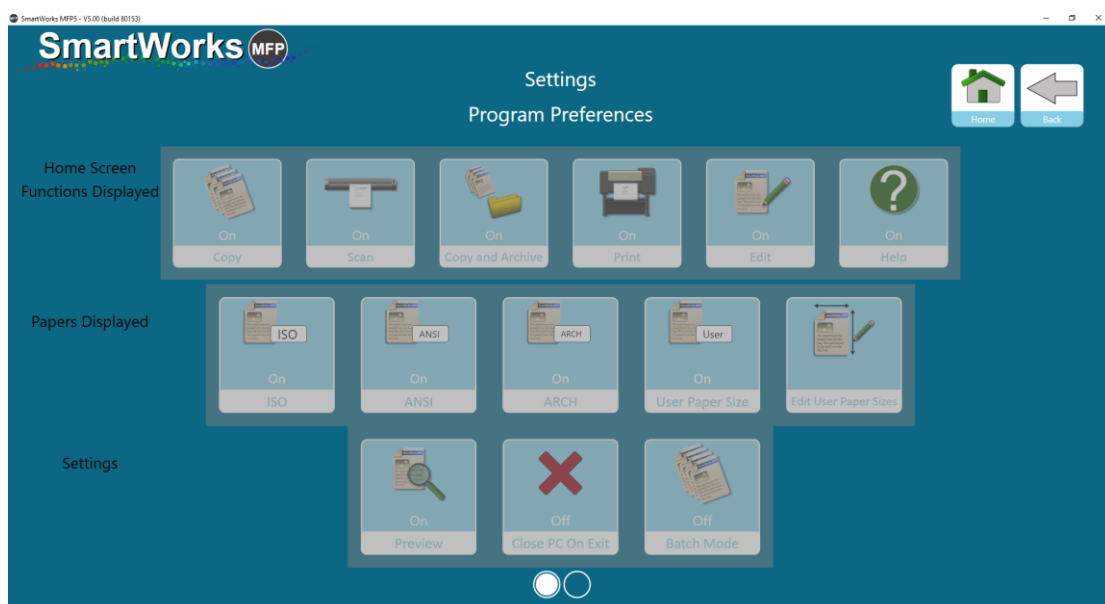 SmartWorks MFP5 - V5.00 (build 80153)
SmartWorks MFP
Settings
Program Preferences
Home
Back
Home Screen
Functions Displayed
On
Copy
On
Scan
On
Copy and Archive
On
Print
On
Edit
On
Help
Papers Displayed
ISO
On
ISO
ANSI
On
ANSI
ARCH
On
ARCH
User
On
User Paper Size
Edit User Paper Sizes
Settings
On
Preview
Off
Close PC On Exit
Off
Batch Mode